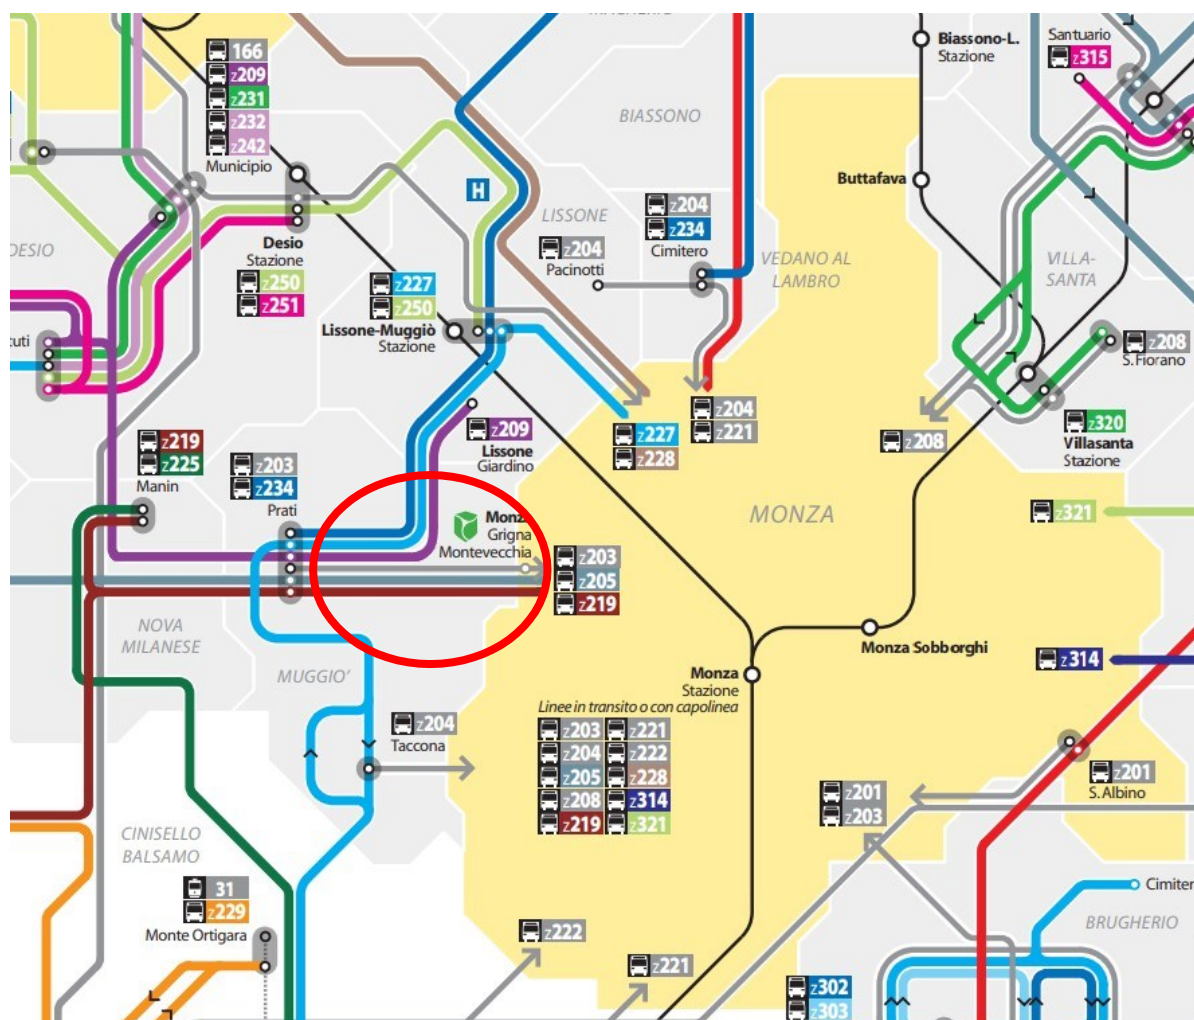 166
z209
z231
z232
z242
Municipio
Biassono-L.
Stazione
Santuario
z315
BIASSONO
Buttafava
H
LISSONE
z204
Pacinotti
z204
z234
Cimitero
VEDANO AL
LAMBRO
VILLA-
SANTA
DESIO
Desio
Stazione
z250
z251
z227
z250
Lissone-Muggiò
Stazione
z208
S.Fiorano
z209
Lissone
Giardino
z204
z221
z227
z228
z208
z320
Villasanta
Stazione
z219
z225
Manin
z203
z234
Prati
Grigna
Montevecchia
MONZA
z321
z203
z205
z219
NOVA
MILANESE
MUGGIO'
Monza Sobborghi
z314
Monza
Stazione
Linee in transito o con capolinea
z203
z221
z204
z222
z205
z228
z208
z314
z219
z321
z204
Taccona
z201
S.Albino
z201
z203
CINISELLO
BALSAMO
31
z229
Monte Ortigara
z222
z221
z302
z303
BRUGHERIO